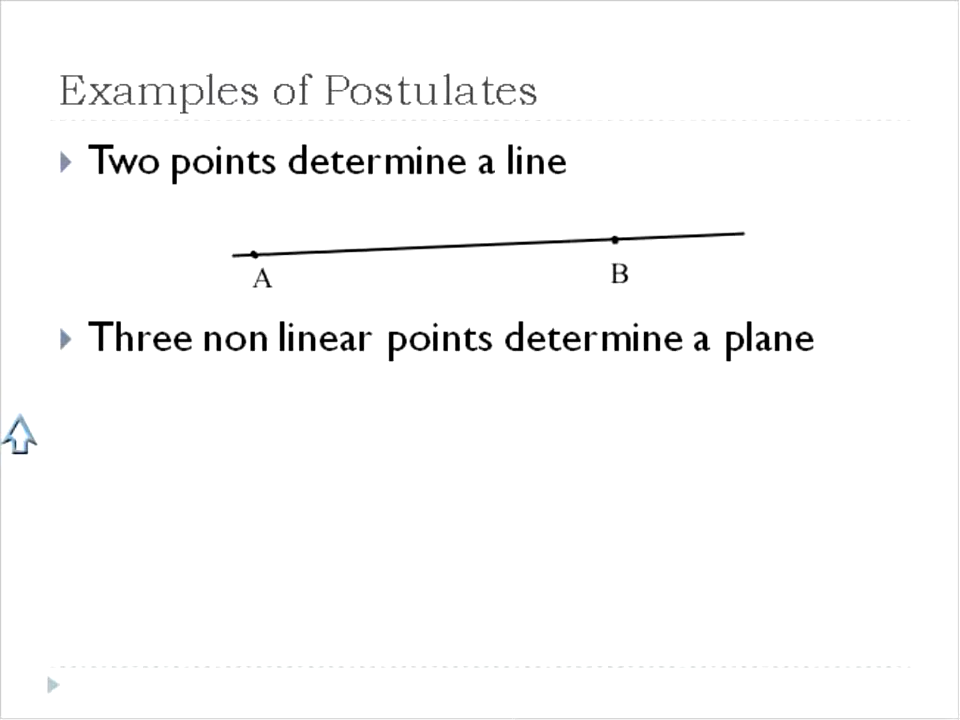 Examples of Postulates
Two points determine a line
A
B
Three non linear points determine a plane